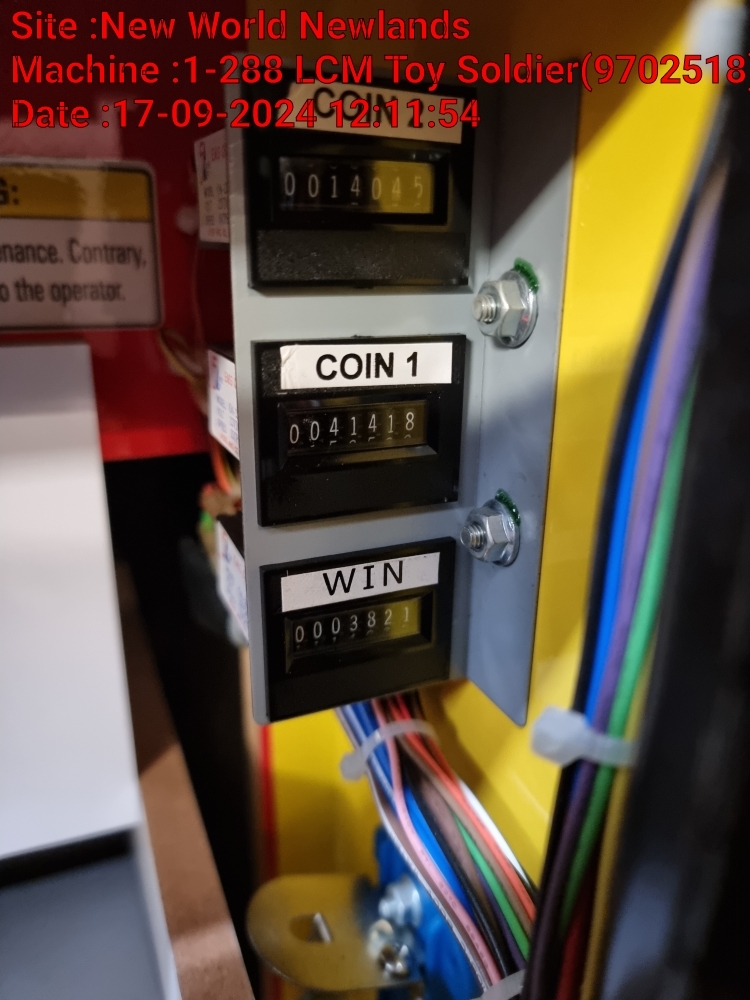 Site :New World Newlands
Machine :1-288 LCM Toy Soldier(9702518)
Date :17-09-2024 12:11:54
COIN 2
0014045
G:
nance. Contrary,
o the operator.
COIN 1
0041418
WIN
0003821